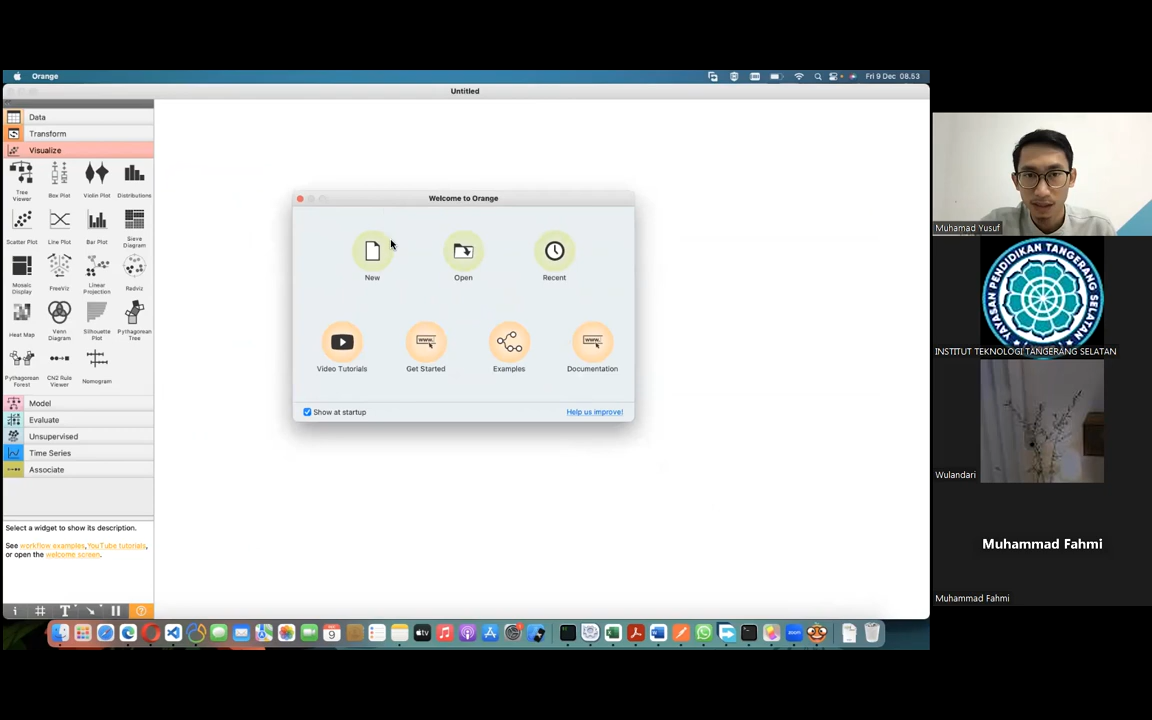 Orange
Fri 9 Dec 08.53
Untitled
Data
Transform
Visualize
Tree Viewer
Box Plot
Violin Plot
Distributions
Scatter Plot
Line Plot
Bar Plot
Sieve Diagram
Mosaic Display
FreeViz
Linear Projection
Radviz
Heat Map
Venn Diagram
Silhouette Plot
Pythagorean Tree
Pythagorean Forest
CN2 Rule Viewer
Nomogram
Model
Evaluate
Unsupervised
Time Series
Associate
Select a widget to show its description.
See workflow examples, YouTube tutorials,
or open the welcome screen.
Welcome to Orange
New
Open
Recent
Video Tutorials
Get Started
Examples
Documentation
Show at startup
Help us improve!
Muhamad Yusuf
YAYASAN PENDIDIKAN TANGERANG SELATAN
INSTITUT TEKNOLOGI TANGERANG SELATAN
Wulandari
Muhammad Fahmi
Muhammad Fahmi